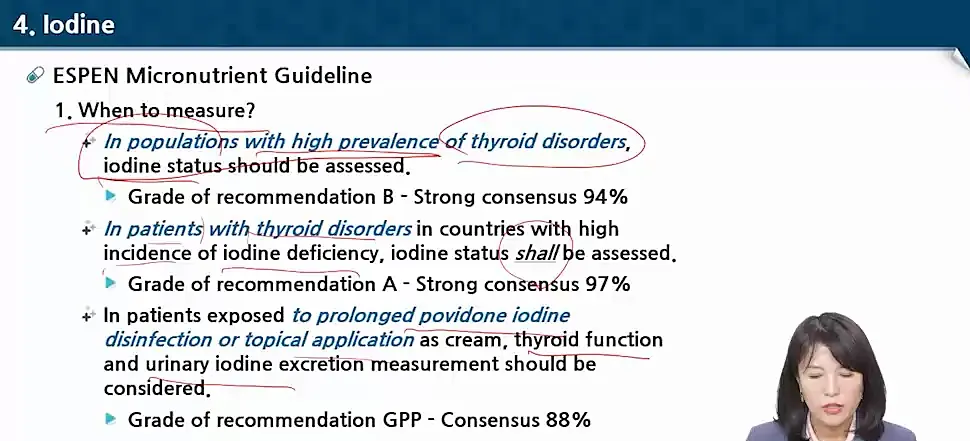 4. Iodine
ESPEN Micronutrient Guideline
1. When to measure?
In populations with high prevalence of thyroid disorders,
iodine status should be assessed.
Grade of recommendation B - Strong consensus 94%
In patients with thyroid disorders in countries with high
incidence of iodine deficiency, iodine status shall be assessed.
Grade of recommendation A - Strong consensus 97%
In patients exposed to prolonged povidone iodine
disinfection or topical application as cream, thyroid function
and urinary iodine excretion measurement should be
considered.
Grade of recommendation GPP - Consensus 88%